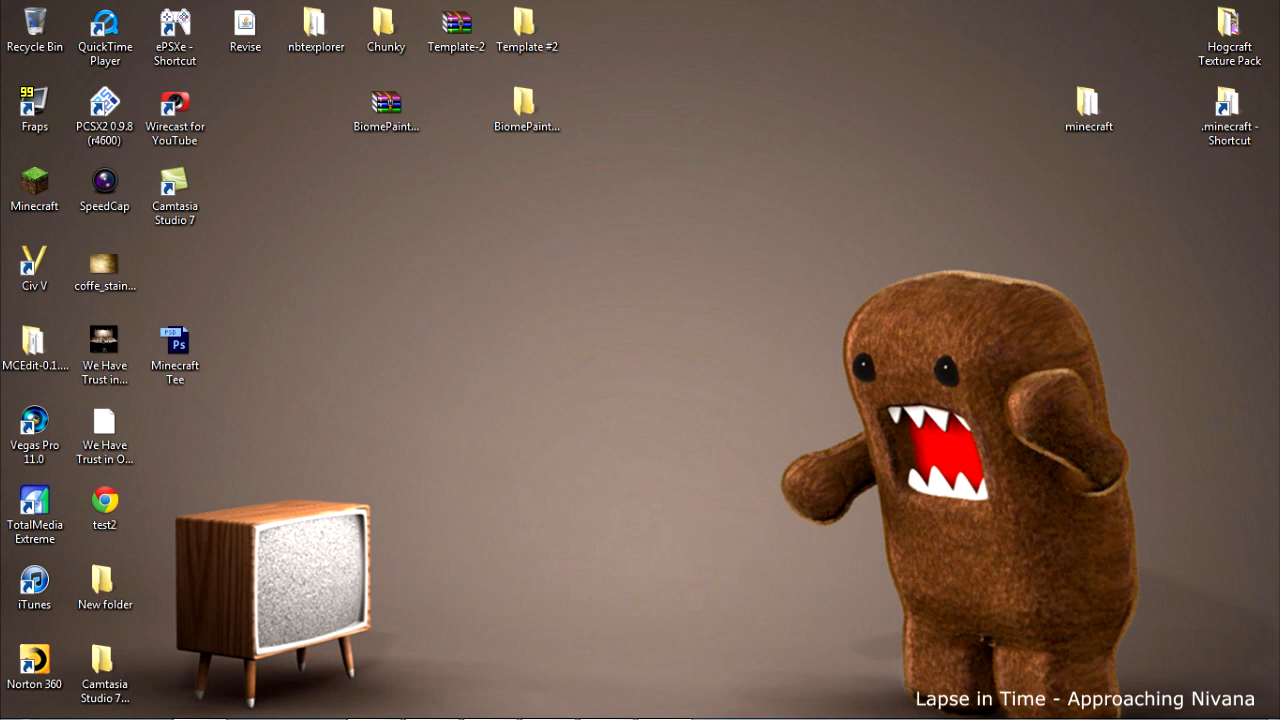 Recycle Bin
QuickTime
Player
ePSXe -
Shortcut
Revise
nbtexplorer
Chunky
Template-2
Template #2
Hogcraft
Texture Pack
99
Fraps
PCSX2 0.9.8
(r4600)
Wirecast for
YouTube
BiomePaint...
BiomePaint...
minecraft
.minecraft -
Shortcut
Minecraft
SpeedCap
Camtasia
Studio 7
Civ V
coffe_stain...
MCEdit-0.1....
We Have
Trust in...
PSD
Ps
Minecraft
Tee
Vegas Pro
11.0
We Have
Trust in O...
TotalMedia
Extreme
test2
iTunes
New folder
Norton 360
Camtasia
Studio 7...
Lapse in Time - Approaching Nivana